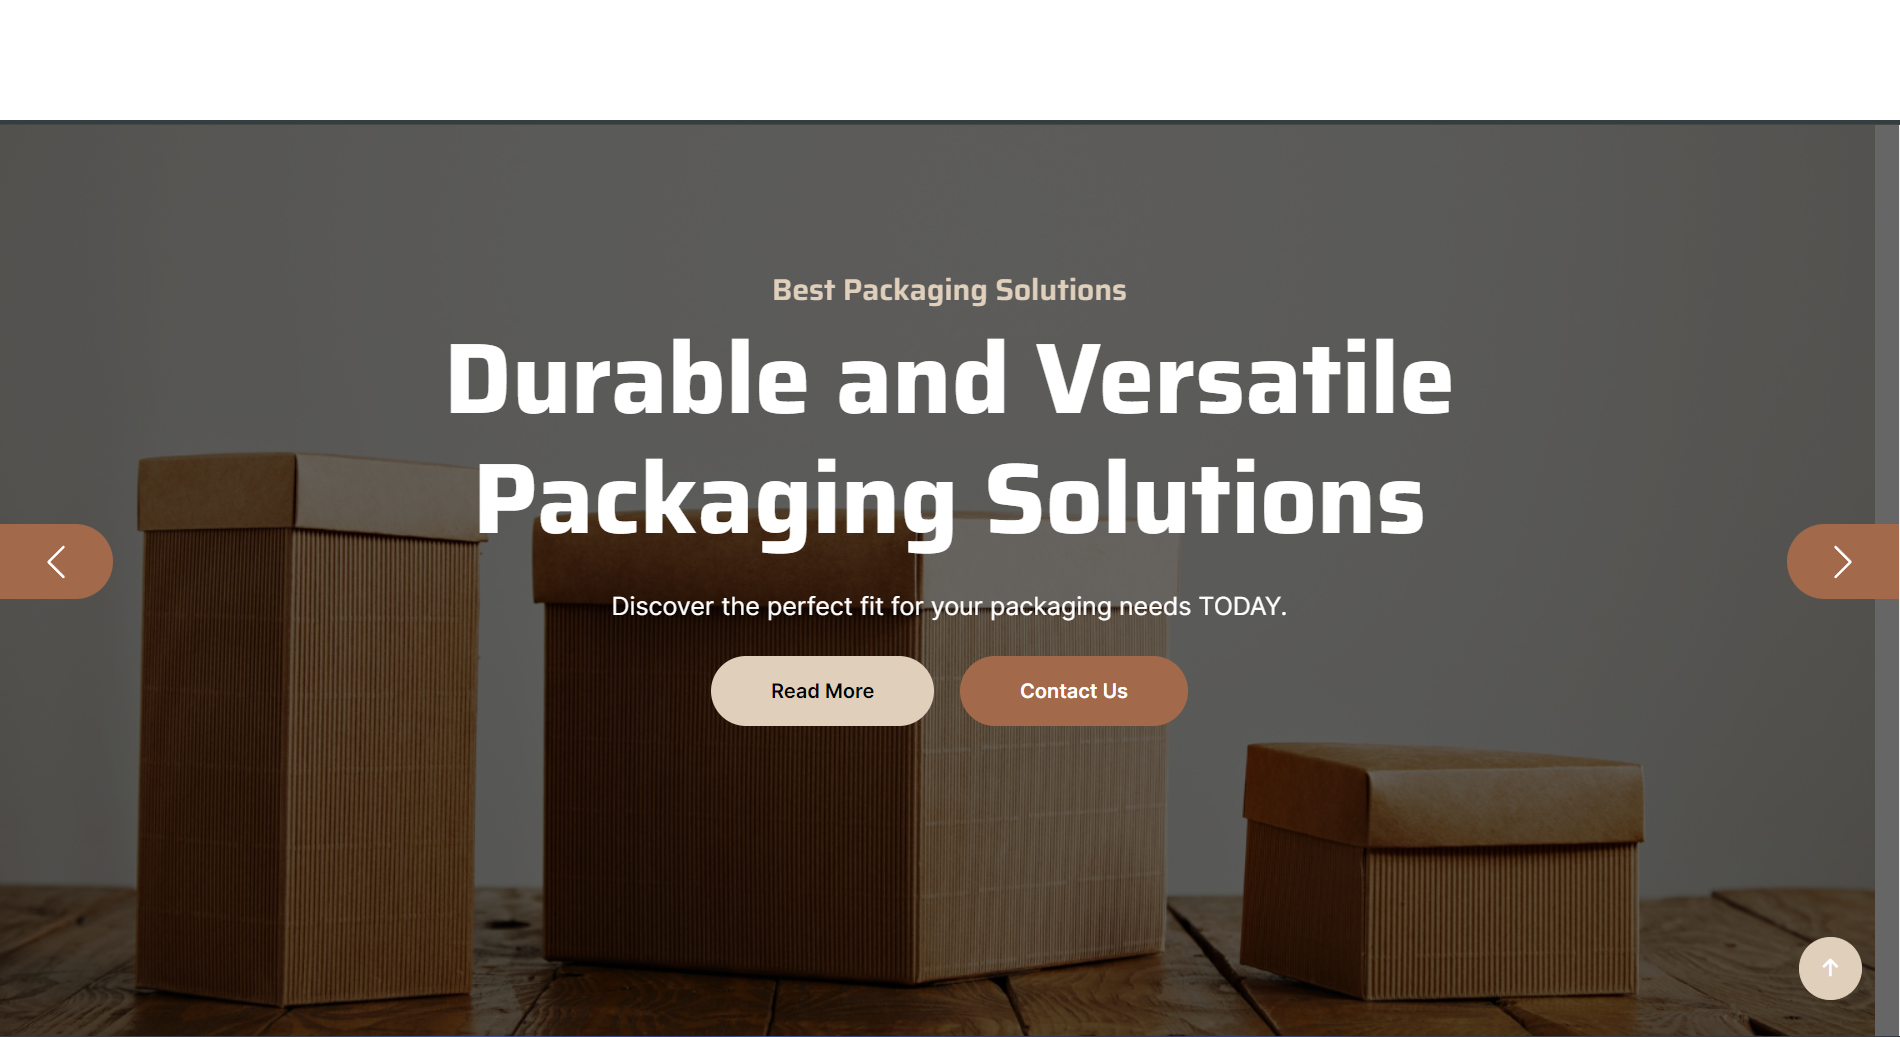 Best Packaging Solutions
Durable and Versatile
Packaging Solutions
Discover the perfect fit for your packaging needs TODAY.
Read More
Contact Us